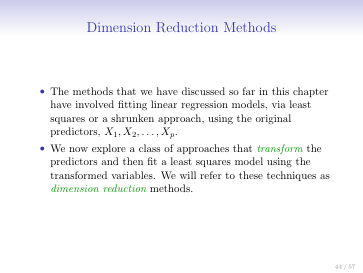 Dimension Reduction Methods
• The methods that we have discussed so far in this chapter
have involved fitting linear regression models, via least
squares or a shrunken approach, using the original
predictors, X₁, X₂, . . . , Xₚ.
• We now explore a class of approaches that transform the
predictors and then fit a least squares model using the
transformed variables. We will refer to these techniques as
dimension reduction methods.
44 / 57